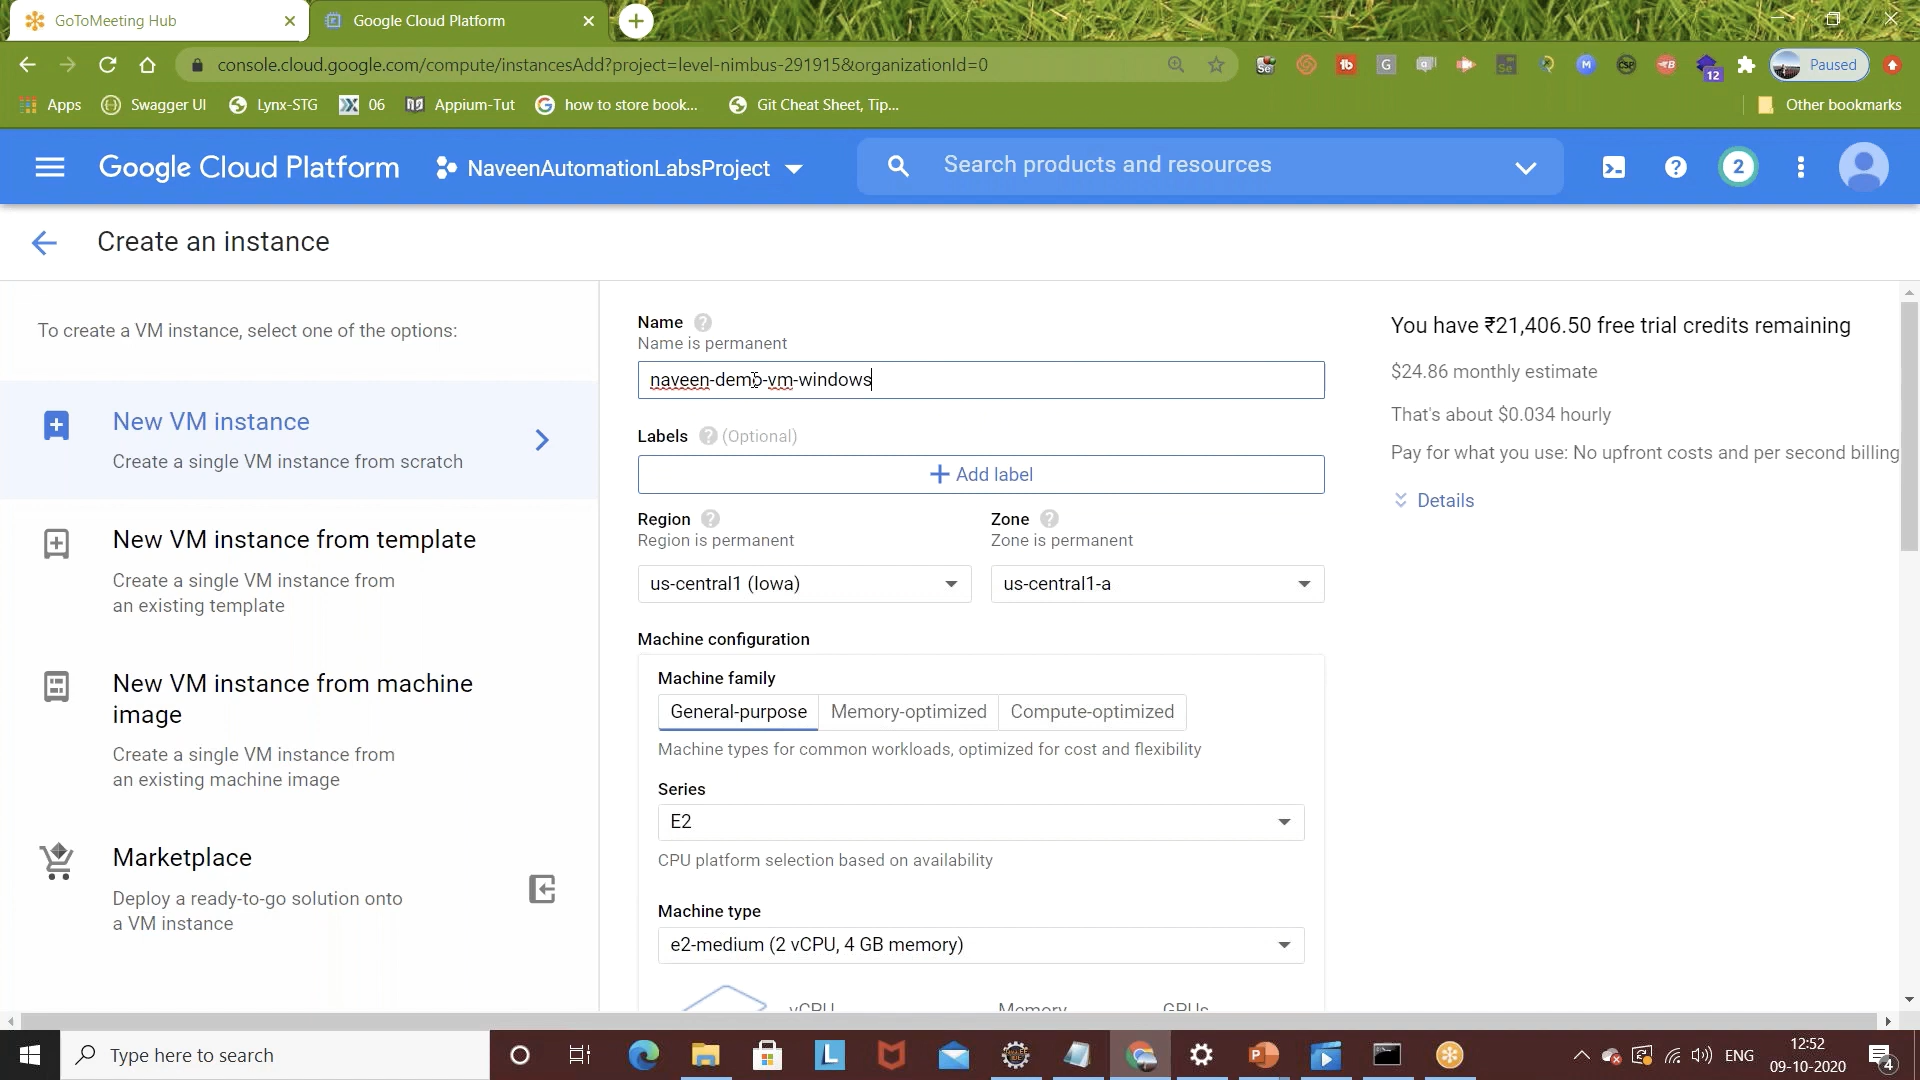 GoToMeeting Hub
Google Cloud Platform
console.cloud.google.com/compute/instancesAdd?project=level-nimbus-291915&organizationId=0
12
Paused
Apps
Swagger UI
Lynx-STG
06
Appium-Tut
how to store book...
Git Cheat Sheet, Tip...
Other bookmarks
Google Cloud Platform
NaveenAutomationLabsProject
Search products and resources
2
Create an instance
To create a VM instance, select one of the options:
New VM instance
Create a single VM instance from scratch
New VM instance from template
Create a single VM instance from
an existing template
New VM instance from machine
image
Create a single VM instance from
an existing machine image
Marketplace
Deploy a ready-to-go solution onto
a VM instance
Name
Name is permanent
naveen-demo-vm-windows
Labels (Optional)
Add label
Region
Region is permanent
us-central1 (Iowa)
Zone
Zone is permanent
us-central1-a
Machine configuration
Machine family
General-purpose
Memory-optimized
Compute-optimized
Machine types for common workloads, optimized for cost and flexibility
Series
E2
CPU platform selection based on availability
Machine type
e2-medium (2 vCPU, 4 GB memory)
vCPU
Memory
GPUs
You have ₹21,406.50 free trial credits remaining
$24.86 monthly estimate
That's about $0.034 hourly
Pay for what you use: No upfront costs and per second billing
Details
Type here to search
ENG
12:52
09-10-2020
4